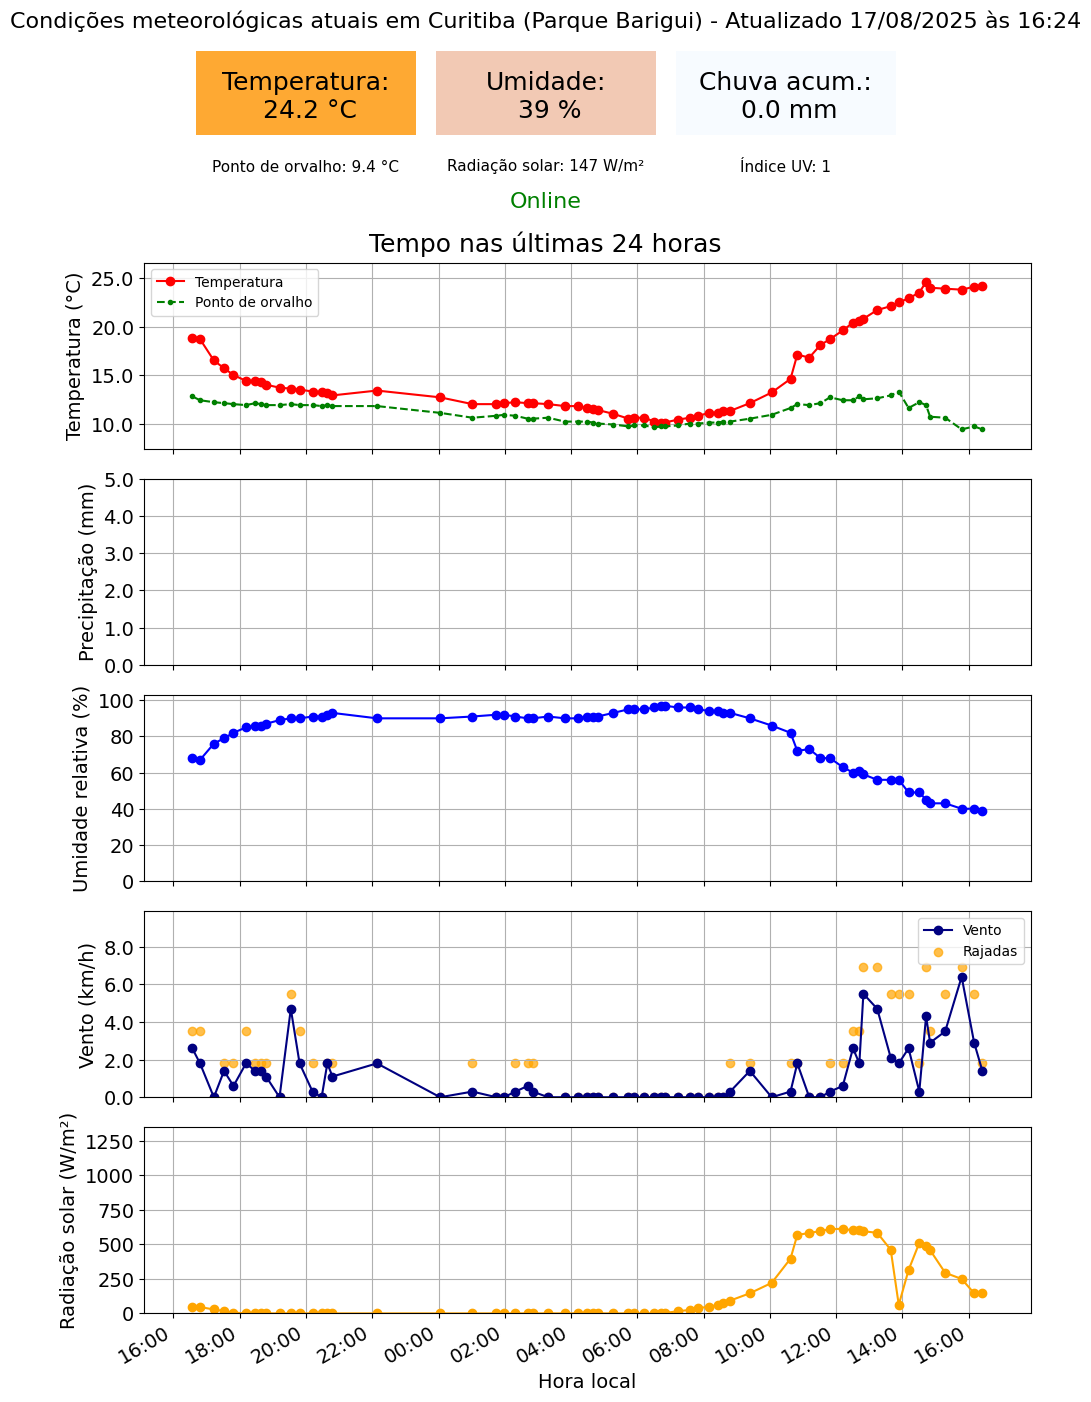 Condições meteorológicas atuais em Curitiba (Parque Barigui) - Atualizado 17/08/2025 às 16:24
Temperatura:
24.2 °C
Umidade:
39 %
Chuva acum.:
0.0 mm
Ponto de orvalho: 9.4 °C
Radiação solar: 147 W/m²
Índice UV: 1
Online
Tempo nas últimas 24 horas
Temperatura (°C)
25.0
20.0
15.0
10.0
Temperatura
Ponto de orvalho
Precipitação (mm)
5.0
4.0
3.0
2.0
1.0
0.0
Umidade relativa (%)
100
80
60
40
20
0
Vento (km/h)
8.0
6.0
4.0
2.0
0.0
Vento
Rajadas
Radiação solar (W/m²)
1250
1000
750
500
250
0
16:00
18:00
20:00
22:00
00:00
02:00
04:00
06:00
08:00
10:00
12:00
14:00
16:00
Hora local